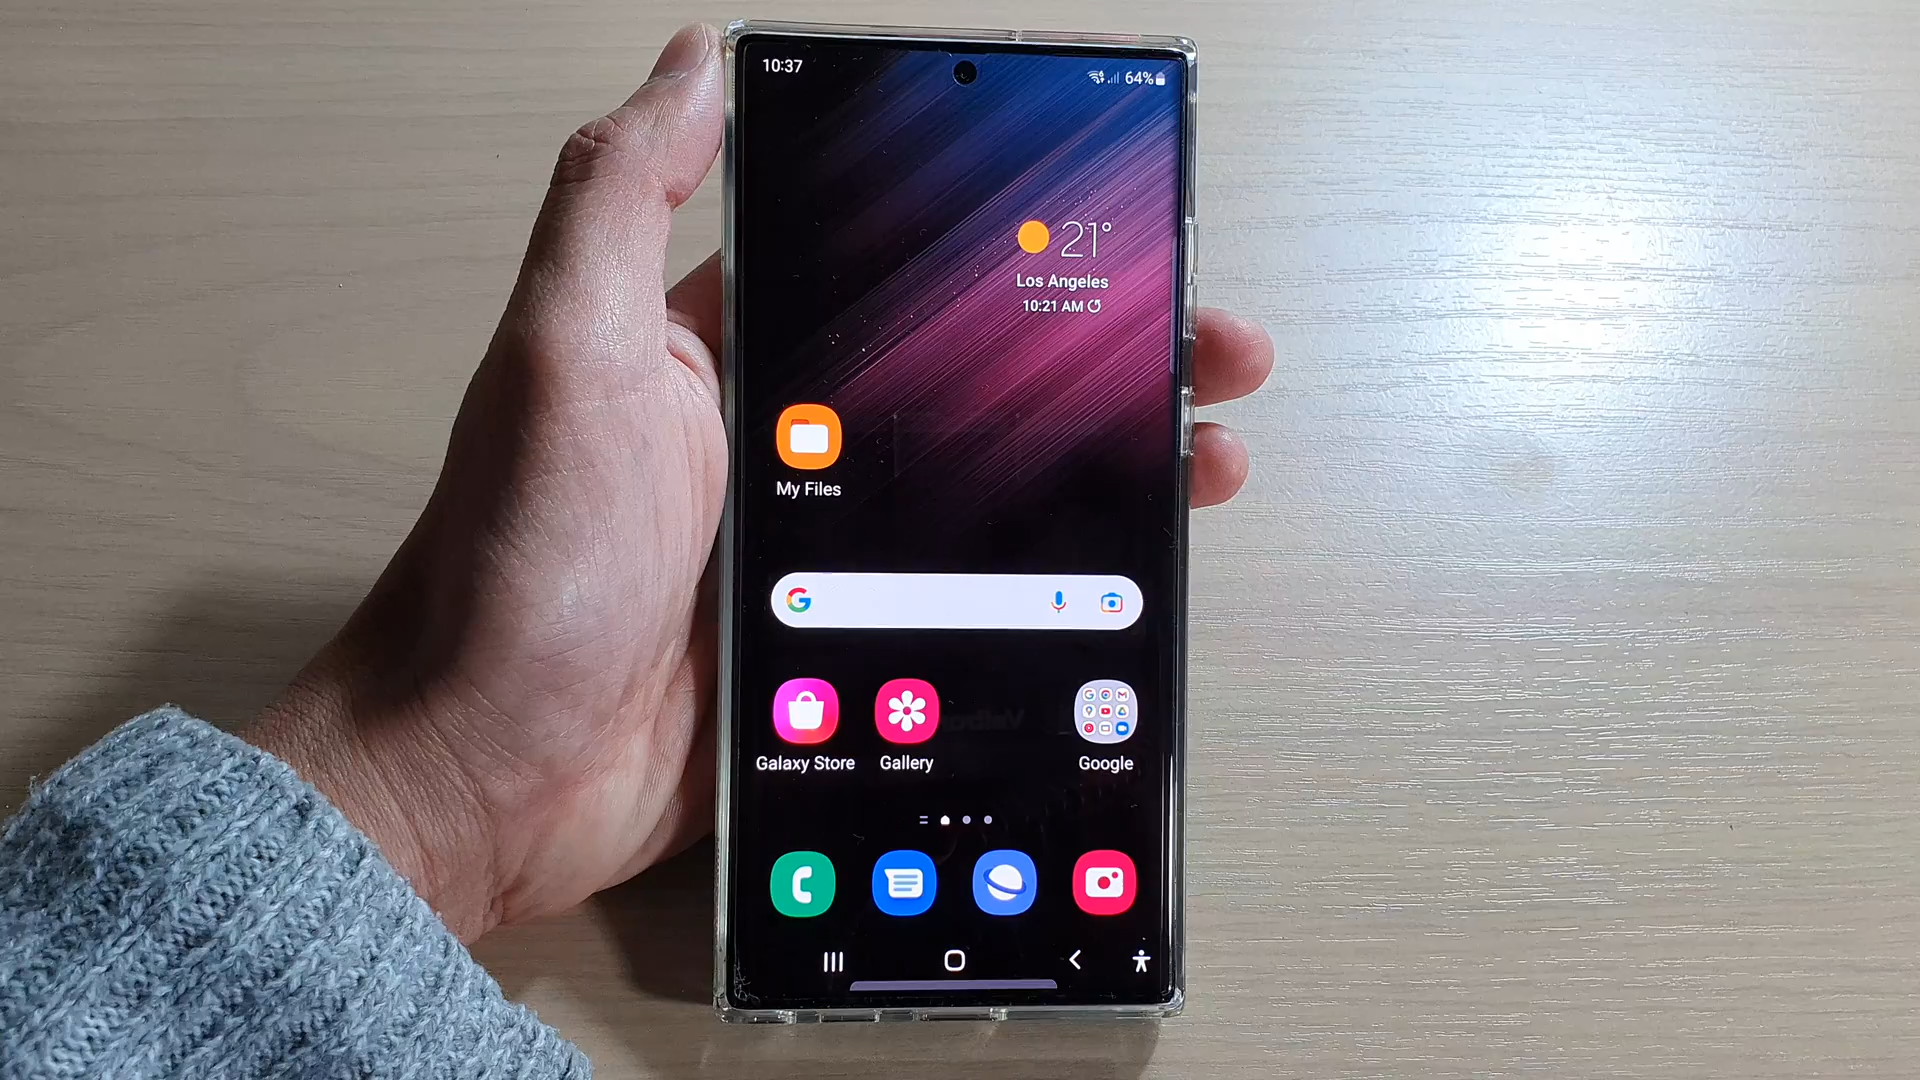 10:37
64%
21°
Los Angeles
10:21 AM
My Files
G
Galaxy Store
Gallery
Google